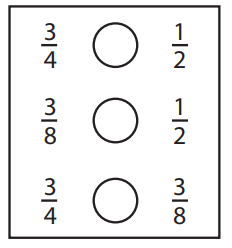 3/4 ◯ 1/2
3/8 ◯ 1/2
3/4 ◯ 3/8